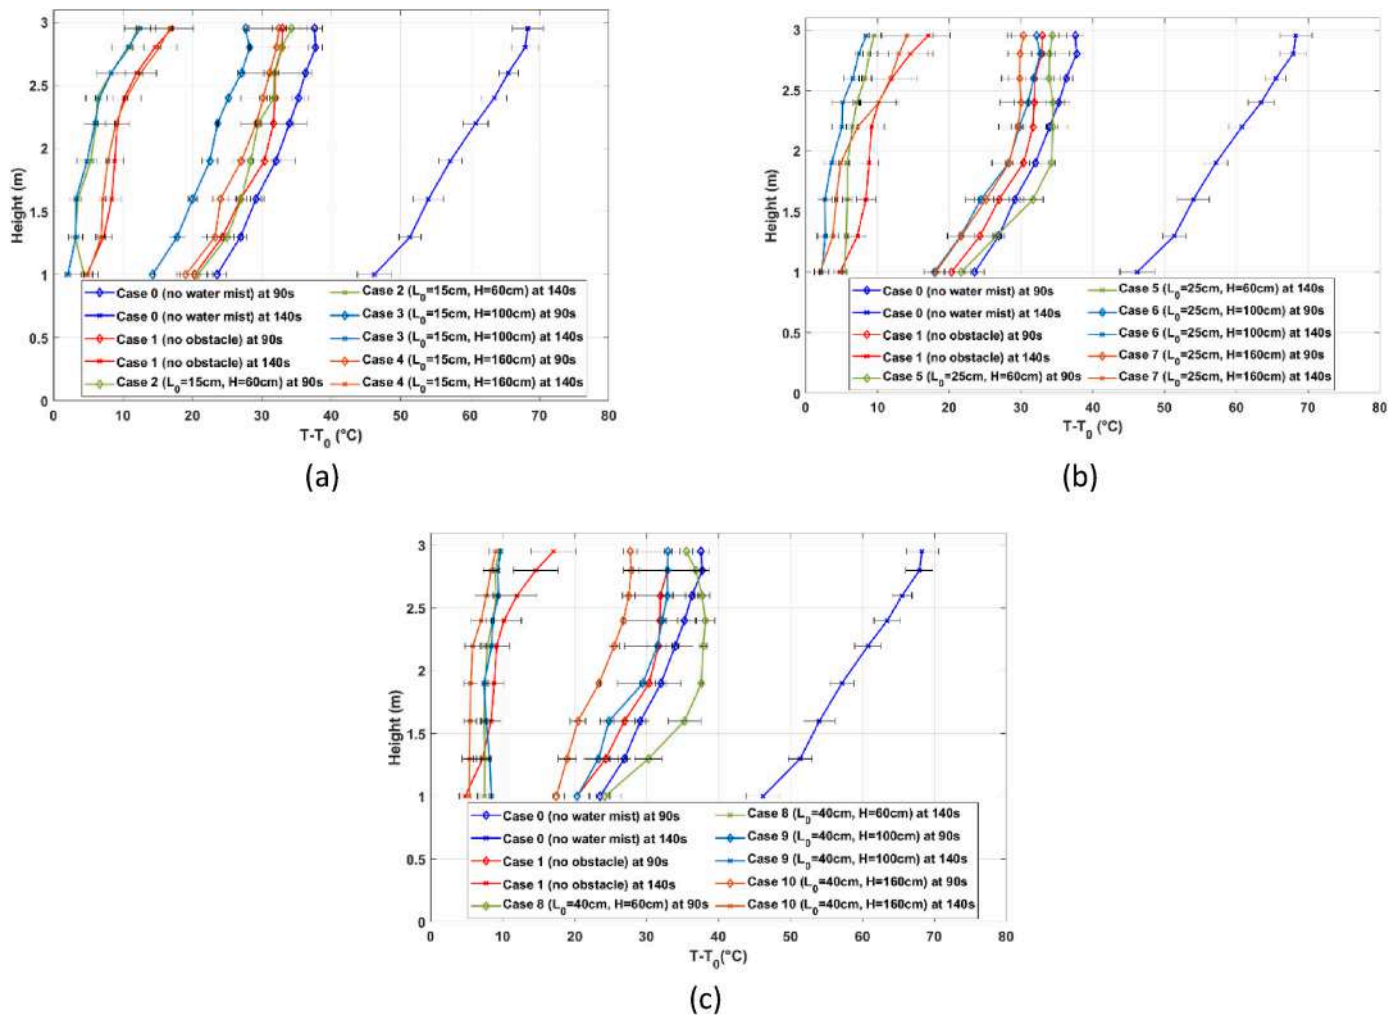 3
2.5
2
1.5
1
0.5
0
Height (m)
Case 0 (no water mist) at 90s
Case 0 (no water mist) at 140s
Case 1 (no obstacle) at 90s
Case 1 (no obstacle) at 140s
Case 2 (L0=15cm, H=60cm) at 90s
Case 2 (L0=15cm, H=60cm) at 140s
Case 3 (L0=15cm, H=100cm) at 90s
Case 3 (L0=15cm, H=100cm) at 140s
Case 4 (L0=15cm, H=160cm) at 90s
Case 4 (L0=15cm, H=160cm) at 140s
0 10 20 30 40 50 60 70 80
T-T0 (°C)
(a)
3
2.5
2
1.5
1
0.5
0
Height (m)
Case 0 (no water mist) at 90s
Case 0 (no water mist) at 140s
Case 1 (no obstacle) at 90s
Case 1 (no obstacle) at 140s
Case 5 (L0=25cm, H=60cm) at 90s
Case 5 (L0=25cm, H=60cm) at 140s
Case 6 (L0=25cm, H=100cm) at 90s
Case 6 (L0=25cm, H=100cm) at 140s
Case 7 (L0=25cm, H=160cm) at 90s
Case 7 (L0=25cm, H=160cm) at 140s
0 10 20 30 40 50 60 70 80
T-T0 (°C)
(b)
3
2.5
2
1.5
1
0.5
0
Height (m)
Case 0 (no water mist) at 90s
Case 0 (no water mist) at 140s
Case 1 (no obstacle) at 90s
Case 1 (no obstacle) at 140s
Case 8 (L0=40cm, H=60cm) at 90s
Case 8 (L0=40cm, H=60cm) at 140s
Case 9 (L0=40cm, H=100cm) at 90s
Case 9 (L0=40cm, H=100cm) at 140s
Case 10 (L0=40cm, H=160cm) at 90s
Case 10 (L0=40cm, H=160cm) at 140s
0 10 20 30 40 50 60 70 80
T-T0(°C)
(c)